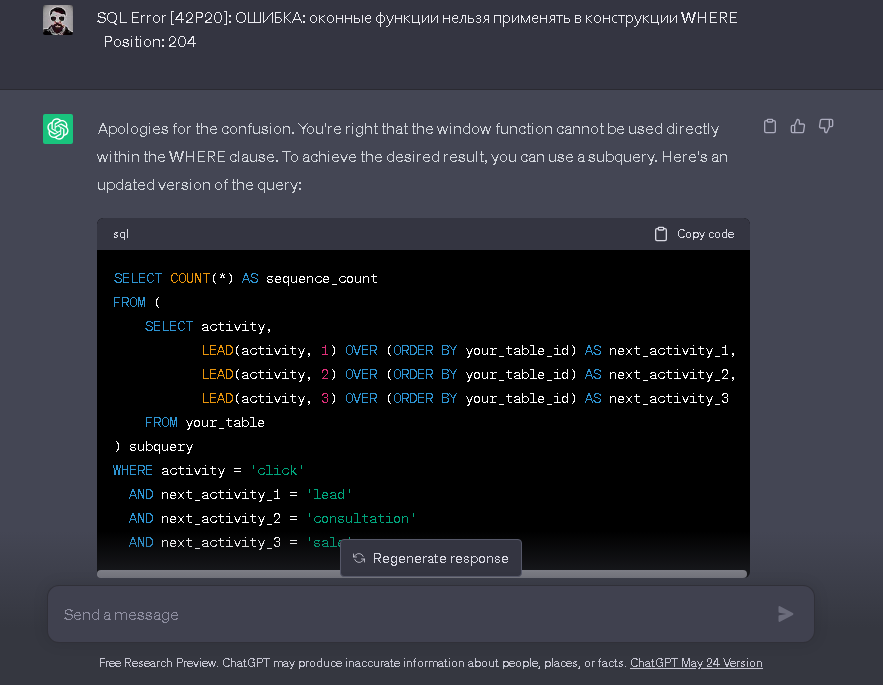 SQL Error [42P20]: ОШИБКА: оконные функции нельзя применять в конструкции WHERE
Position: 204
Apologies for the confusion. You're right that the window function cannot be used directly
within the WHERE clause. To achieve the desired result, you can use a subquery. Here's an
updated version of the query:
sql
Copy code
SELECT COUNT(*) AS sequence_count
FROM (
SELECT activity,
LEAD(activity, 1) OVER (ORDER BY your_table_id) AS next_activity_1,
LEAD(activity, 2) OVER (ORDER BY your_table_id) AS next_activity_2,
LEAD(activity, 3) OVER (ORDER BY your_table_id) AS next_activity_3
FROM your_table
) subquery
WHERE activity = 'click'
AND next_activity_1 = 'lead'
AND next_activity_2 = 'consultation'
AND next_activity_3 = 'sale'
Regenerate response
Send a message
Free Research Preview. ChatGPT may produce inaccurate information about people, places, or facts. ChatGPT May 24 Version